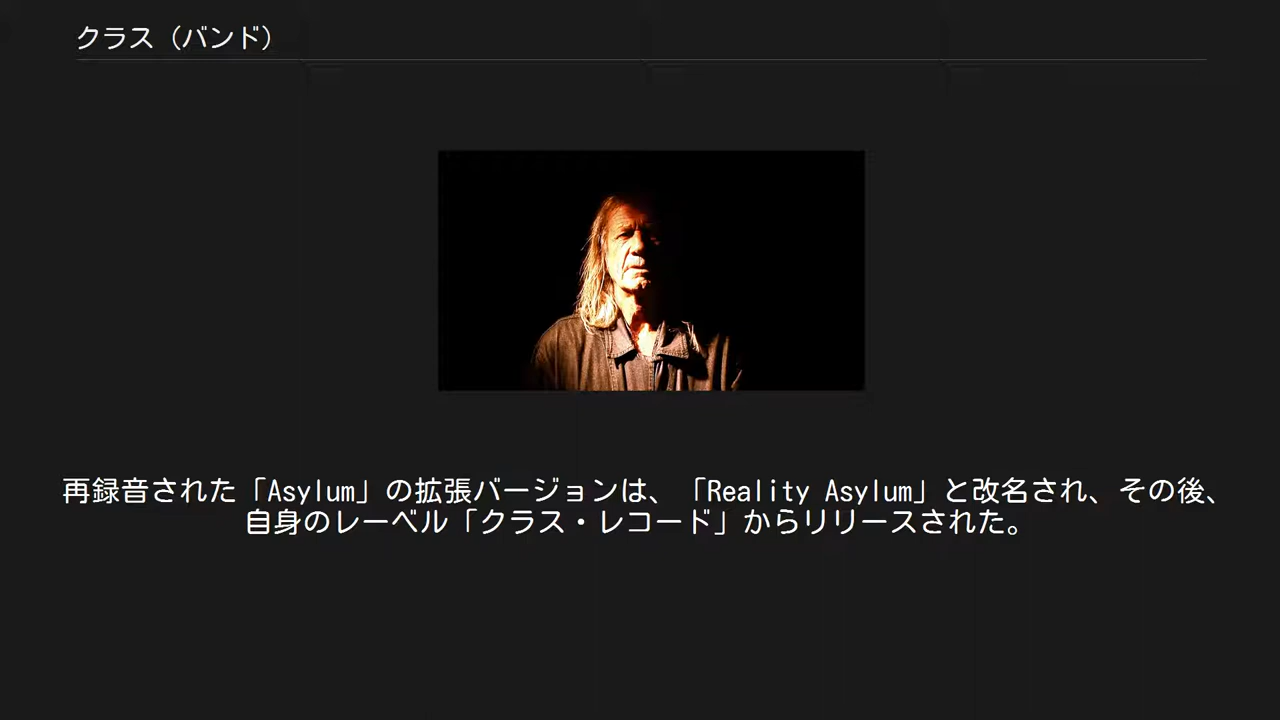 クラス（バンド）
再録音された「Asylum」の拡張バージョンは、「Reality Asylum」と改名され、その後、
自身のレーベル「クラス・レコード」からリリースされた。